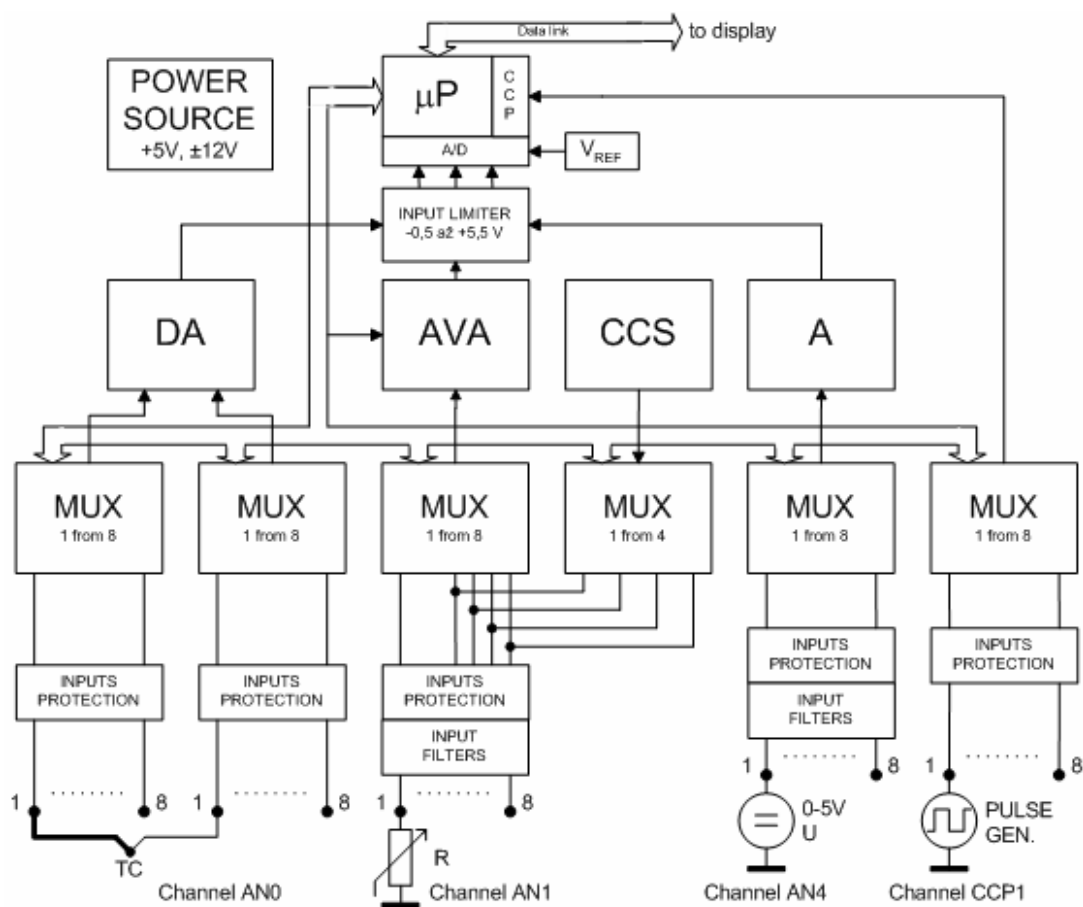 Data link
to display
POWER
SOURCE
+5V, ±12V
µP
C
C
P
A/D
VREF
INPUT LIMITER
-0,5 až +5,5 V
DA
AVA
CCS
A
MUX
1 from 8
MUX
1 from 8
MUX
1 from 8
MUX
1 from 4
MUX
1 from 8
MUX
1 from 8
INPUTS
PROTECTION
INPUTS
PROTECTION
INPUTS
PROTECTION
INPUT
FILTERS
INPUTS
PROTECTION
INPUT
FILTERS
INPUTS
PROTECTION
1 ......... 8
1 ......... 8
1 ......... 8
1 ......... 8
1 ......... 8
TC
R
0-5V
U
PULSE
GEN.
Channel AN0
Channel AN1
Channel AN4
Channel CCP1